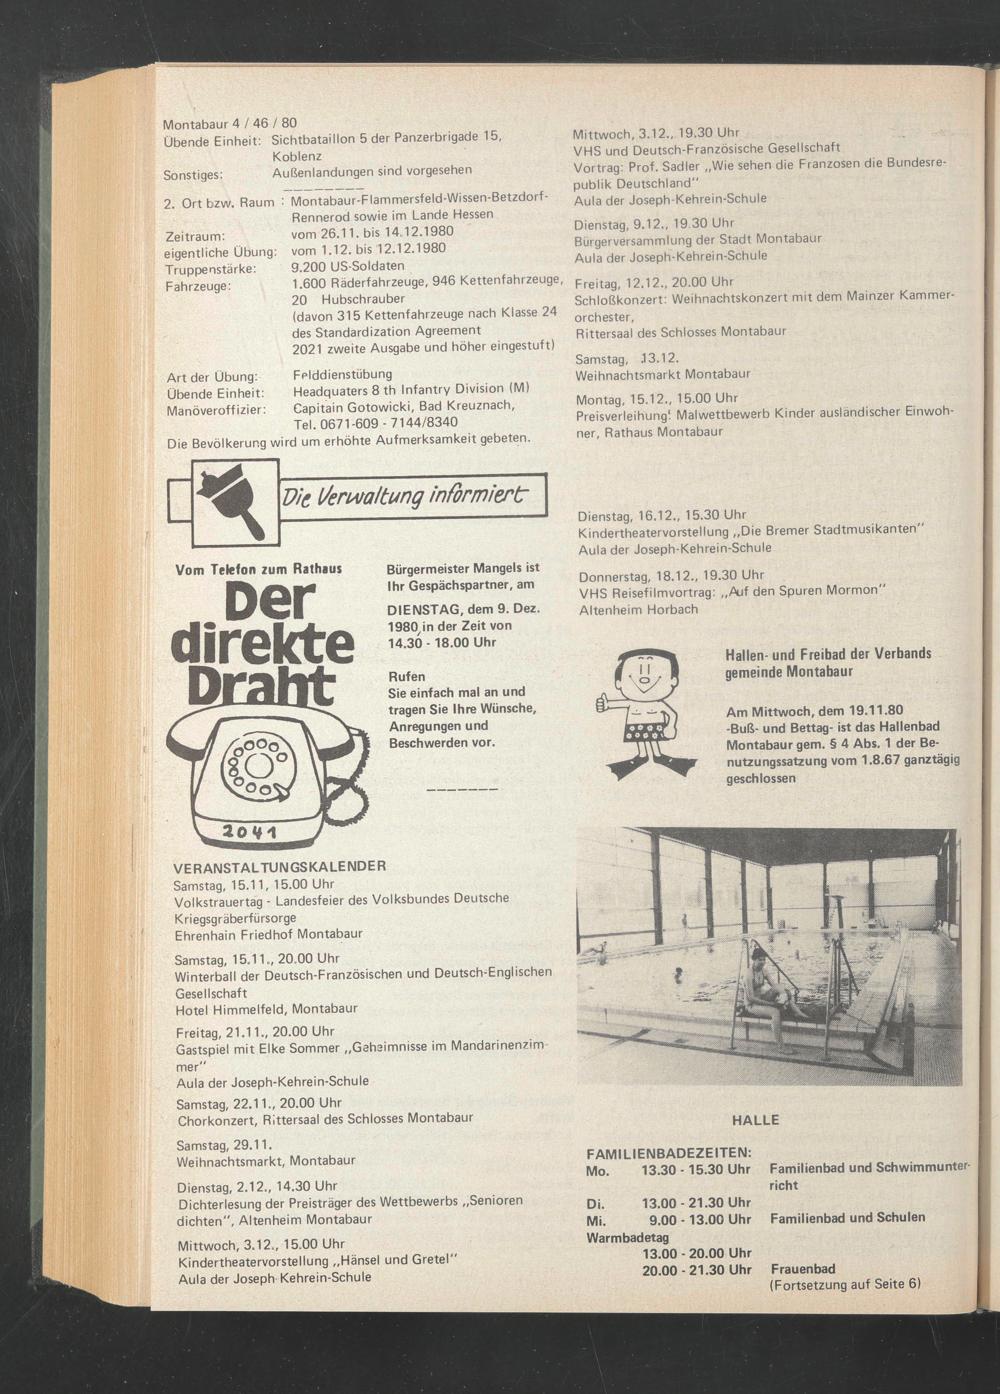 Montabaur 4 / 46 / 80
Übende Einheit: Sichtbataillon 5 der Panzerbrigade 15,
Koblenz
Sonstiges: Außenlandungen sind vorgesehen
2. Ort bzw. Raum : Montabaur-Flammersfeld-Wissen-Betzdorf-
Rennerod sowie im Lande Hessen
Zeitraum: vom 26.11. bis 14.12.1980
eigentliche Übung: vom 1.12. bis 12.12.1980
Truppenstärke: 9.200 US-Soldaten
Fahrzeuge: 1.600 Räderfahrzeuge, 946 Kettenfahrzeuge,
20 Hubschrauber
(davon 315 Kettenfahrzeuge nach Klasse 24
des Standardization Agreement
2021 zweite Ausgabe und höher eingestuft)
Art der Übung: Felddienstübung
Übende Einheit: Headquaters 8 th Infantry Division (M)
Manöveroffizier: Capitain Gotowicki, Bad Kreuznach,
Tel. 0671-609 - 7144/8340
Die Bevölkerung wird um erhöhte Aufmerksamkeit gebeten.
Die Verwaltung informiert
Vom Telefon zum Rathaus
Der
direkte
Draht
2041
Bürgermeister Mangels ist
Ihr Gespächspartner, am
DIENSTAG, dem 9. Dez.
1980 in der Zeit von
14.30 - 18.00 Uhr
Rufen
Sie einfach mal an und
tragen Sie Ihre Wünsche,
Anregungen und
Beschwerden vor.
VERANSTALTUNGSKALENDER
Samstag, 15.11, 15.00 Uhr
Volkstrauertag - Landesfeier des Volksbundes Deutsche
Kriegsgräberfürsorge
Ehrenhain Friedhof Montabaur
Samstag, 15.11., 20.00 Uhr
Winterball der Deutsch-Französischen und Deutsch-Englischen
Gesellschaft
Hotel Himmelfeld, Montabaur
Freitag, 21.11., 20.00 Uhr
Gastspiel mit Elke Sommer „Geheimnisse im Mandarinenzim-
mer"
Aula der Joseph-Kehrein-Schule
Samstag, 22.11., 20.00 Uhr
Chorkonzert, Rittersaal des Schlosses Montabaur
Samstag, 29.11.
Weihnachtsmarkt, Montabaur
Dienstag, 2.12., 14.30 Uhr
Dichterlesung der Preisträger des Wettbewerbs „Senioren
dichten", Altenheim Montabaur
Mittwoch, 3.12., 15.00 Uhr
Kindertheatervorstellung „Hänsel und Gretel"
Aula der Joseph-Kehrein-Schule
Mittwoch, 3.12., 19.30 Uhr
VHS und Deutsch-Französische Gesellschaft
Vortrag: Prof. Sadler „Wie sehen die Franzosen die Bundesre-
publik Deutschland"
Aula der Joseph-Kehrein-Schule
Dienstag, 9.12., 19.30 Uhr
Bürgerversammlung der Stadt Montabaur
Aula der Joseph-Kehrein-Schule
Freitag, 12.12., 20.00 Uhr
Schloßkonzert: Weihnachtskonzert mit dem Mainzer Kammer-
orchester,
Rittersaal des Schlosses Montabaur
Samstag, 13.12.
Weihnachtsmarkt Montabaur
Montag, 15.12., 15.00 Uhr
Preisverleihung: Malwettbewerb Kinder ausländischer Einwoh-
ner, Rathaus Montabaur
Dienstag, 16.12., 15.30 Uhr
Kindertheatervorstellung „Die Bremer Stadtmusikanten"
Aula der Joseph-Kehrein-Schule
Donnerstag, 18.12., 19.30 Uhr
VHS Reisefilmvortrag: „Auf den Spuren Mormon"
Altenheim Horbach
Hallen- und Freibad der Verbands
gemeinde Montabaur
Am Mittwoch, dem 19.11.80
-Buß- und Bettag- ist das Hallenbad
Montabaur gem. § 4 Abs. 1 der Be-
nutzungssatzung vom 1.8.67 ganztägig
geschlossen
HALLE
FAMILIENBADEZEITEN:
Mo. 13.30 - 15.30 Uhr Familienbad und Schwimmunter-
richt
Di. 13.00 - 21.30 Uhr
Mi. 9.00 - 13.00 Uhr Familienbad und Schulen
Warmbadetag
13.00 - 20.00 Uhr
20.00 - 21.30 Uhr Frauenbad
(Fortsetzung auf Seite 6)